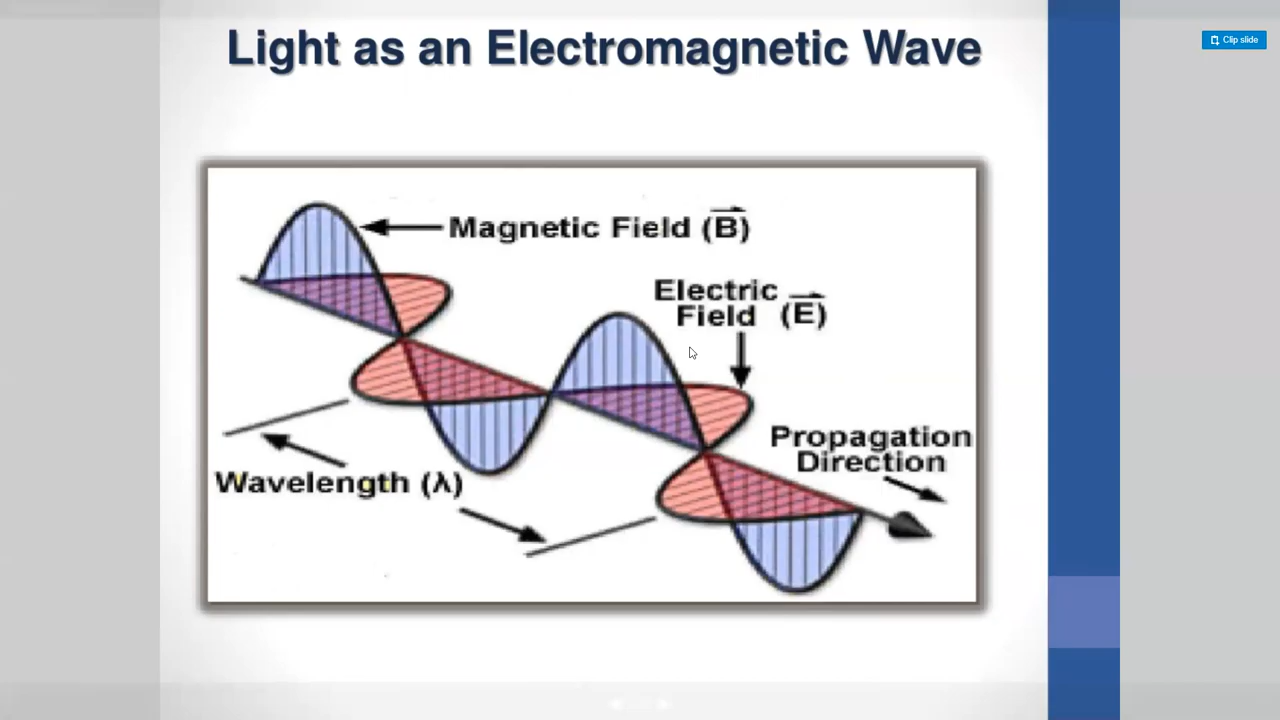 Light as an Electromagnetic Wave
Clip slide
Magnetic Field (B)
Electric
Field (E)
Propagation
Direction
Wavelength (λ)